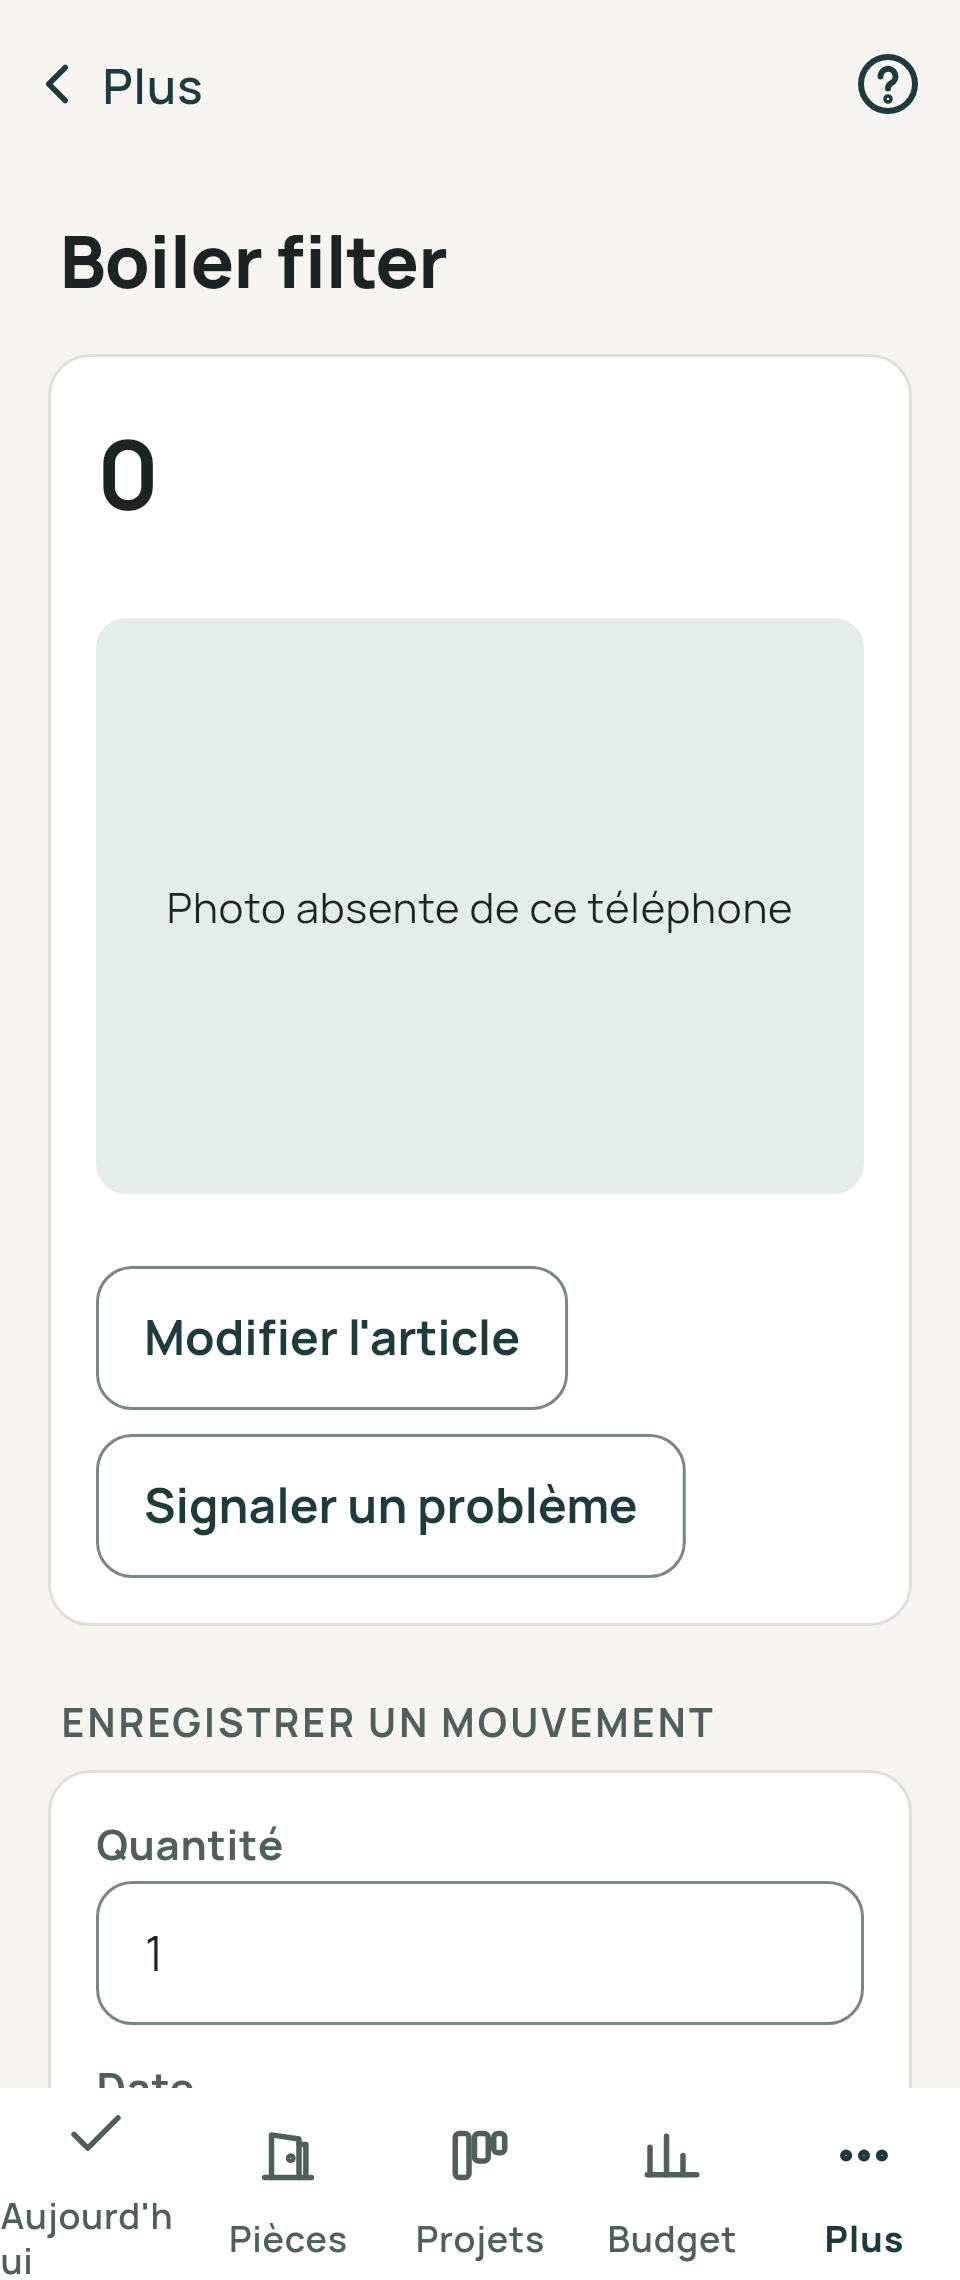 Plus
Boiler filter
0
Photo absente de ce téléphone
Modifier l'article
Signaler un problème
ENREGISTRER UN MOUVEMENT
Quantité
1
Date
Aujourd'h
ui
Pièces
Projets
Budget
Plus